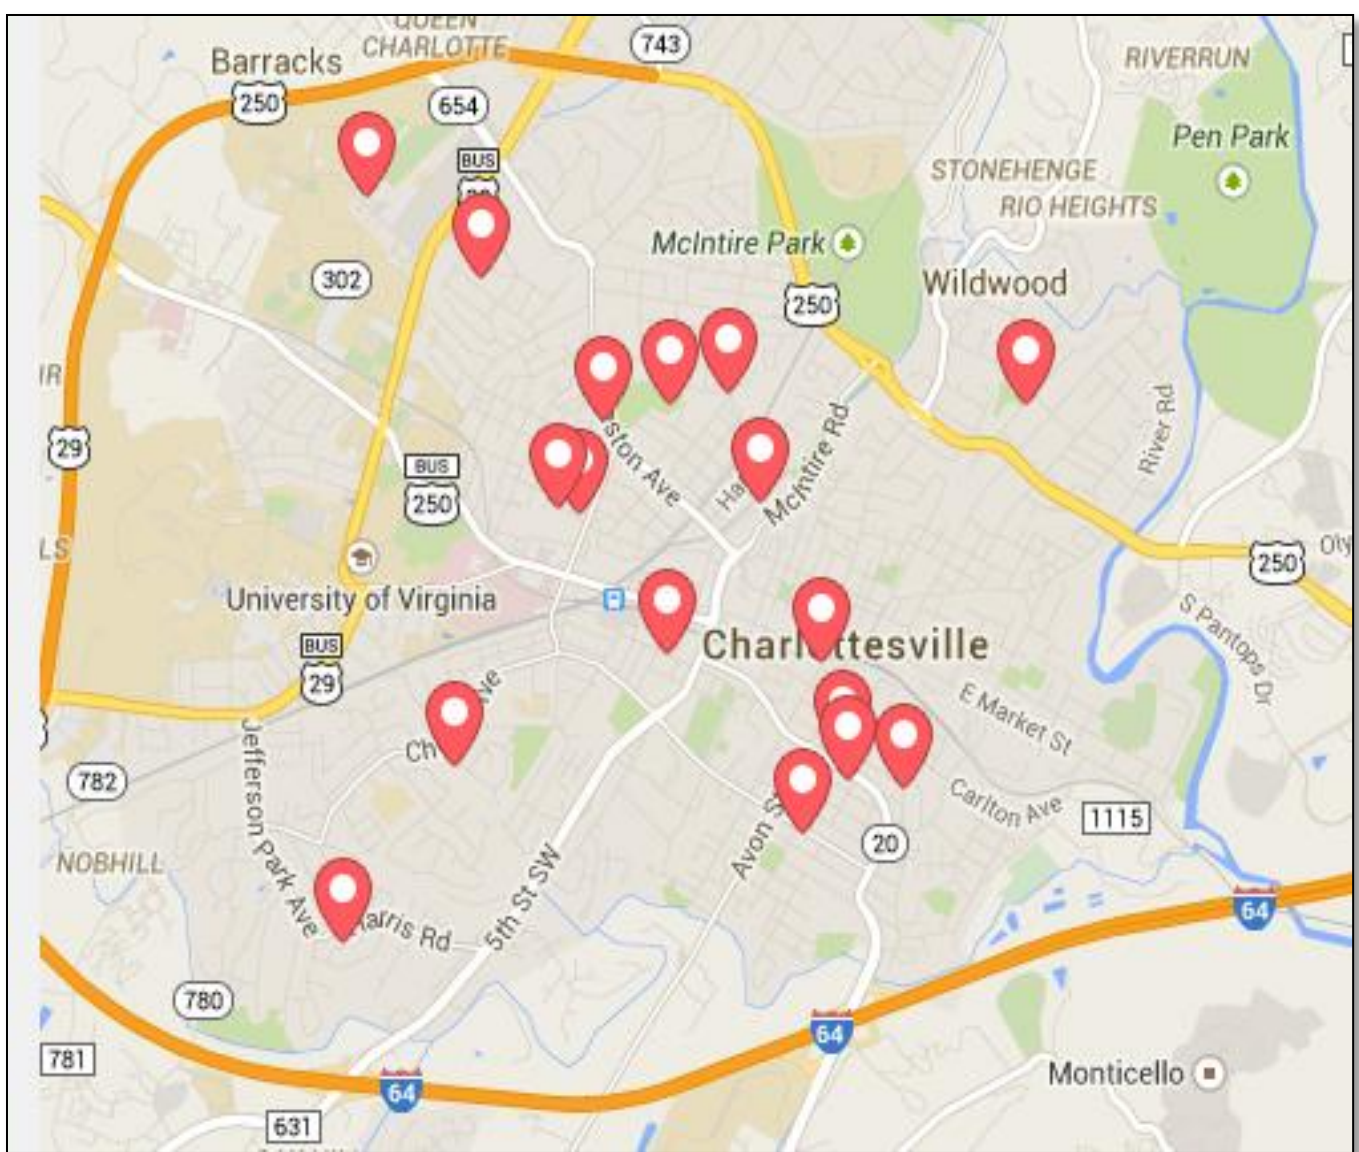 QUEEN
CHARLOTTE
743
Barracks
250
654
RIVERRUN
Pen Park
BUS
STONEHENGE
RIO HEIGHTS
McIntire Park
302
Wildwood
250
29
River Rd
ston Ave
McIntire Rd
Ha
BUS
250
LS
250
University of Virginia
S Pantops Dr
Charl ttesville
BUS
29
E Market St
Ch
Jefferson Park Ave
782
Carlton Ave
1115
Avon S
20
NOBHILL
5th St SW
arris Rd
64
780
64
781
Monticello
64
631